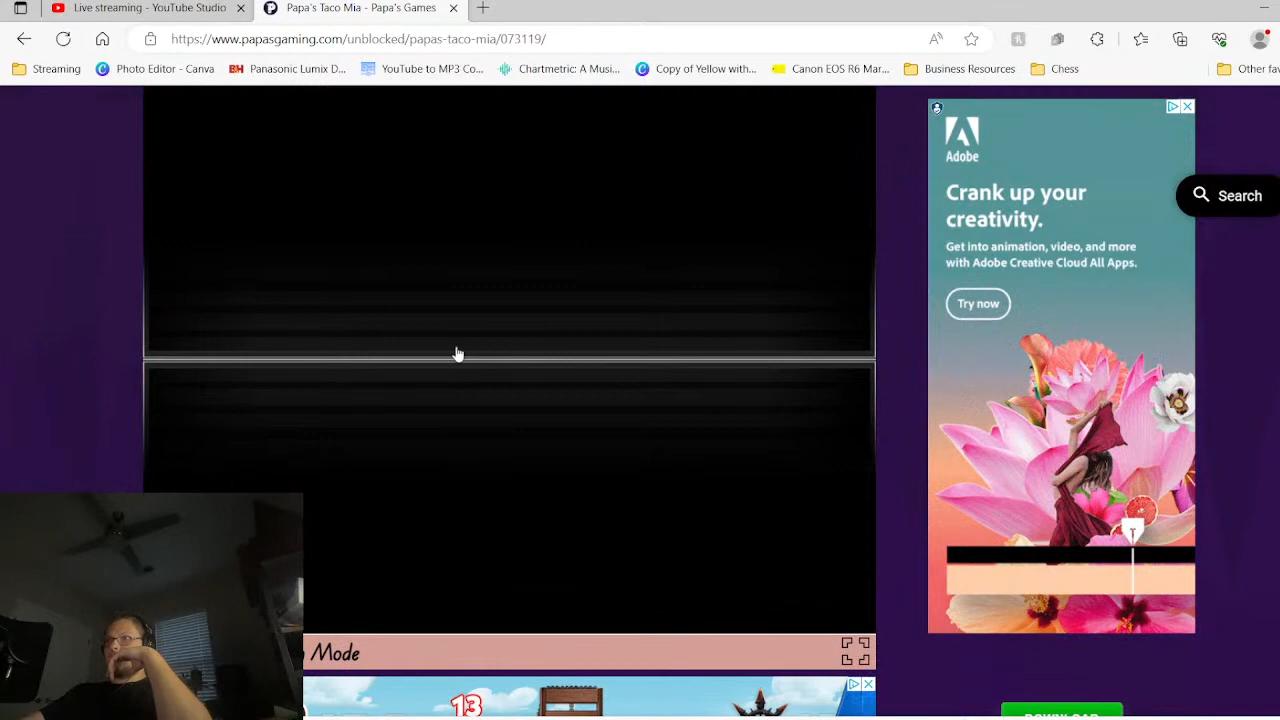 Live streaming - YouTube Studio
Papa's Taco Mia - Papa's Games
https://www.papasgaming.com/unblocked/papas-taco-mia/073119/
Streaming
Photo Editor - Canva
BH Panasonic Lumix D...
YouTube to MP3 Co...
Chartmetric: A Musi...
Copy of Yellow with...
Canon EOS R6 Mar...
Business Resources
Chess
Other fav
Adobe
Crank up your
creativity.
Get into animation, video, and more
with Adobe Creative Cloud All Apps.
Try now
Search
Mode
13